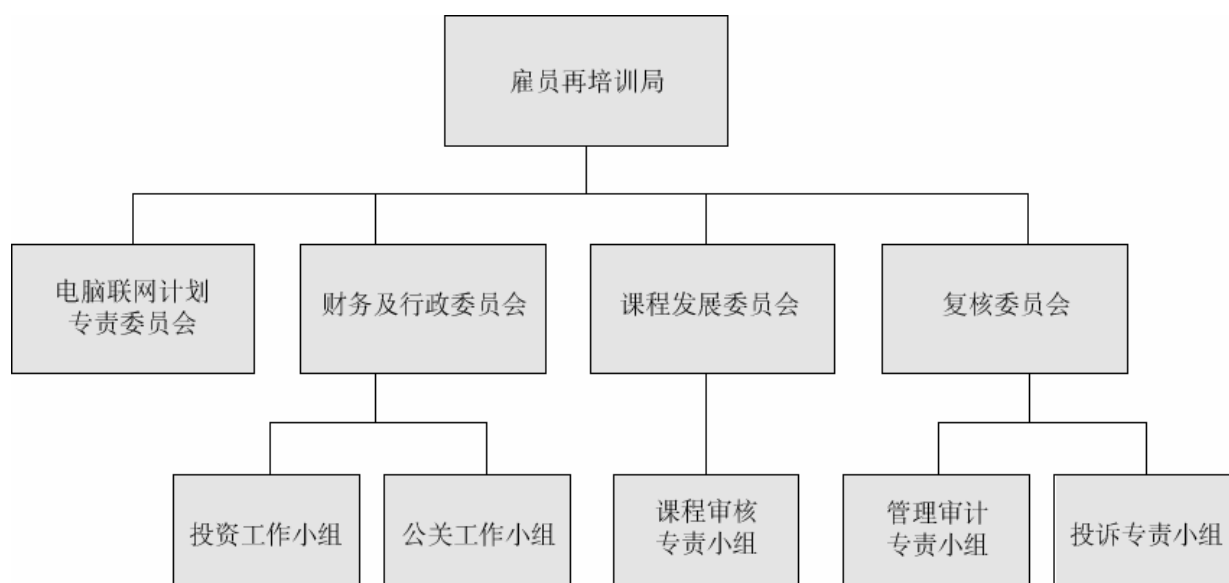 雇员再培训局
电脑联网计划
专责委员会
财务及行政委员会
课程发展委员会
复核委员会
投资工作小组
公关工作小组
课程审核
专责小组
管理审计
专责小组
投诉专责小组